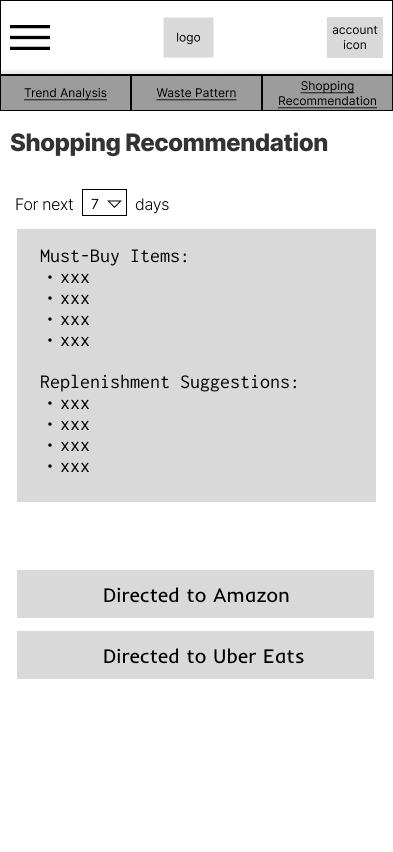 logo
account
icon
Trend Analysis
Waste Pattern
Shopping
Recommendation
Shopping Recommendation
For next 7 days
Must-Buy Items:
• xxx
• xxx
• xxx
• xxx
Replenishment Suggestions:
• xxx
• xxx
• xxx
• xxx
Directed to Amazon
Directed to Uber Eats